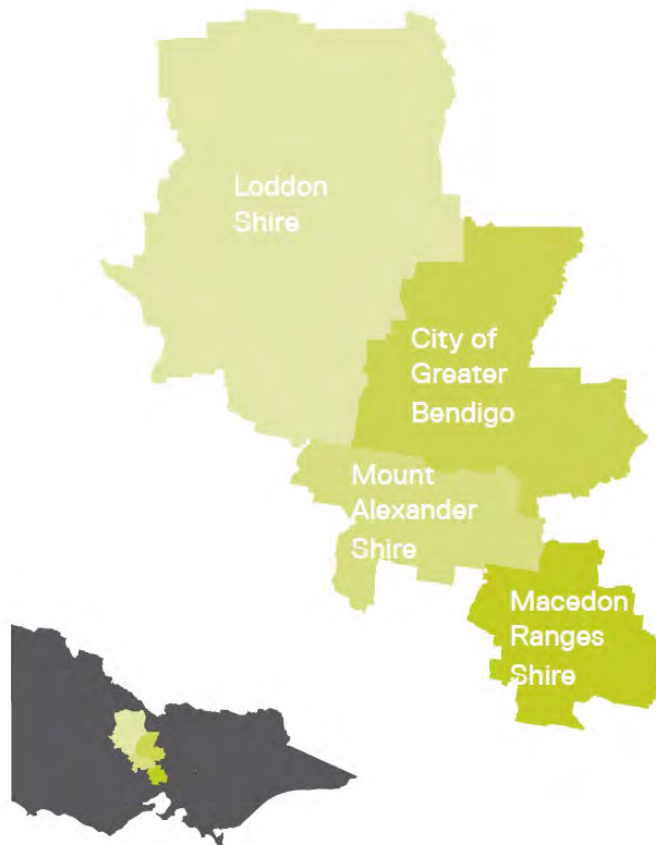 Loddon
Shire
City of
Greater
Bendigo
Mount
Alexander
Shire
Macedon
Ranges
Shire